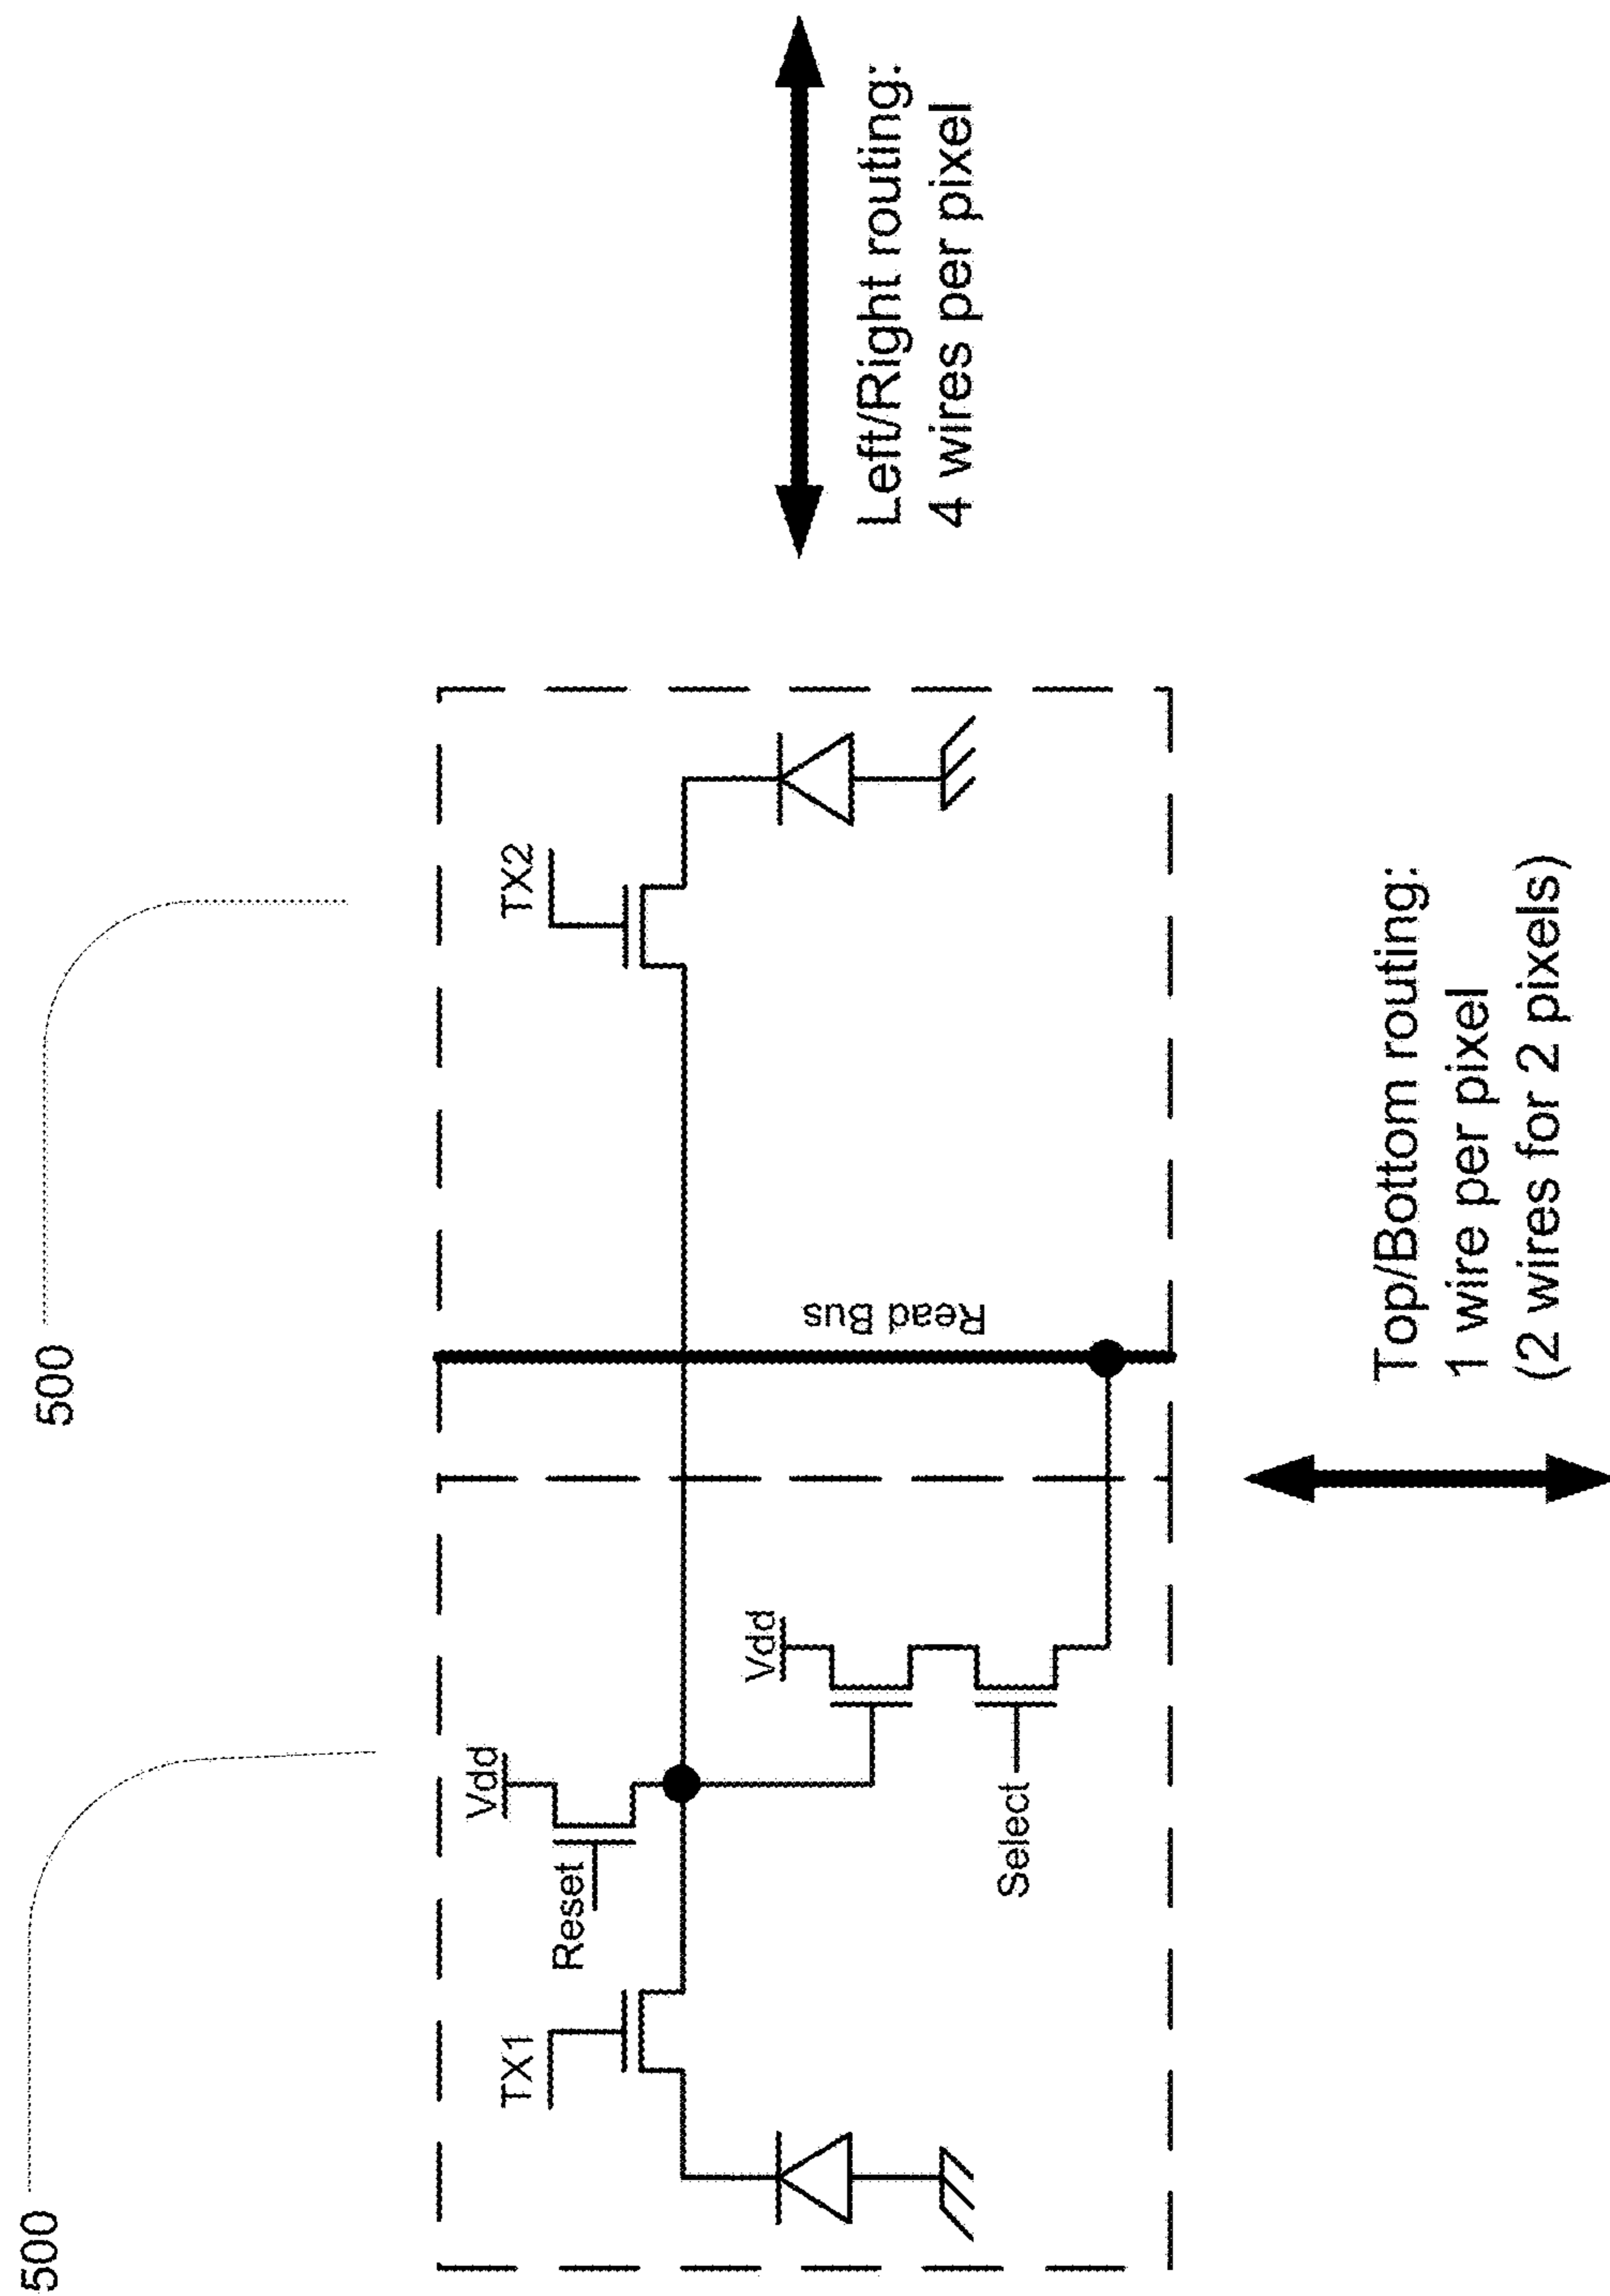 500
500
Vdd
TX1
TX2
Reset
Vdd
Read Bus
Select
Left/Right routing:
4 wires per pixel
Top/Bottom routing:
1 wire per pixel
(2 wires for 2 pixels)